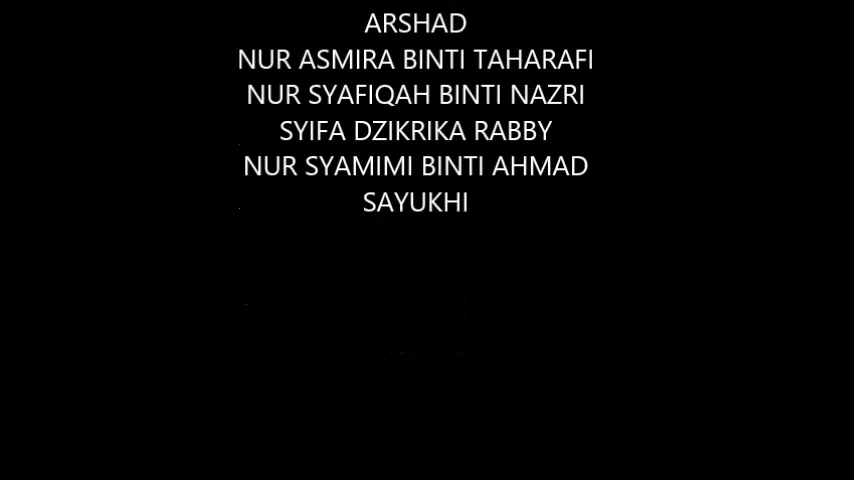 ARSHAD
NUR ASMIRA BINTI TAHARAFI
NUR SYAFIQAH BINTI NAZRI
SYIFA DZIKRIKA RABBY
NUR SYAMIMI BINTI AHMAD
SAYUKHI